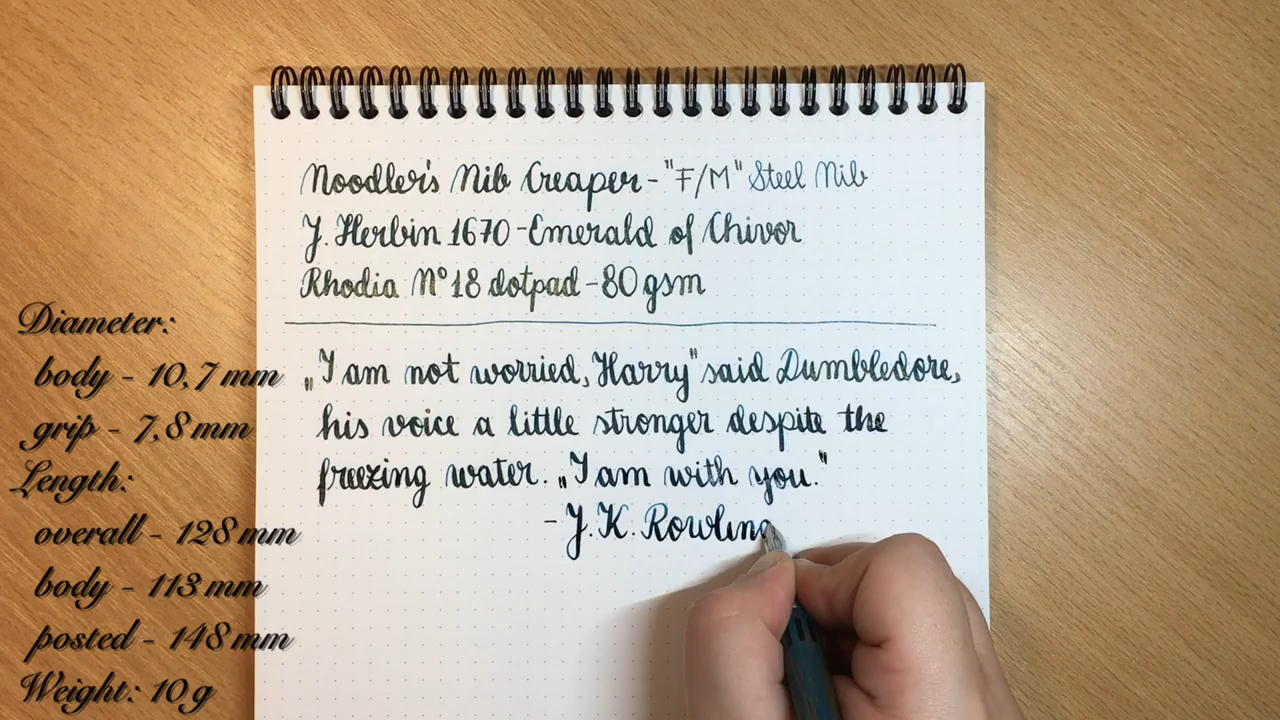 Noodler's Nib Creaper - "F/M" Steel Nib
J. Herbin 1670 - Emerald of Chivor
Rhodia N°18 dotpad - 80 gsm
„I am not worried, Harry" said Dumbledore,
his voice a little stronger despite the
freezing water. „I am with you."
- J. K. Rowling
Diameter:
body - 10,7 mm
grip - 7,8 mm
Length:
overall - 128 mm
body - 113 mm
posted - 148 mm
Weight: 10 g